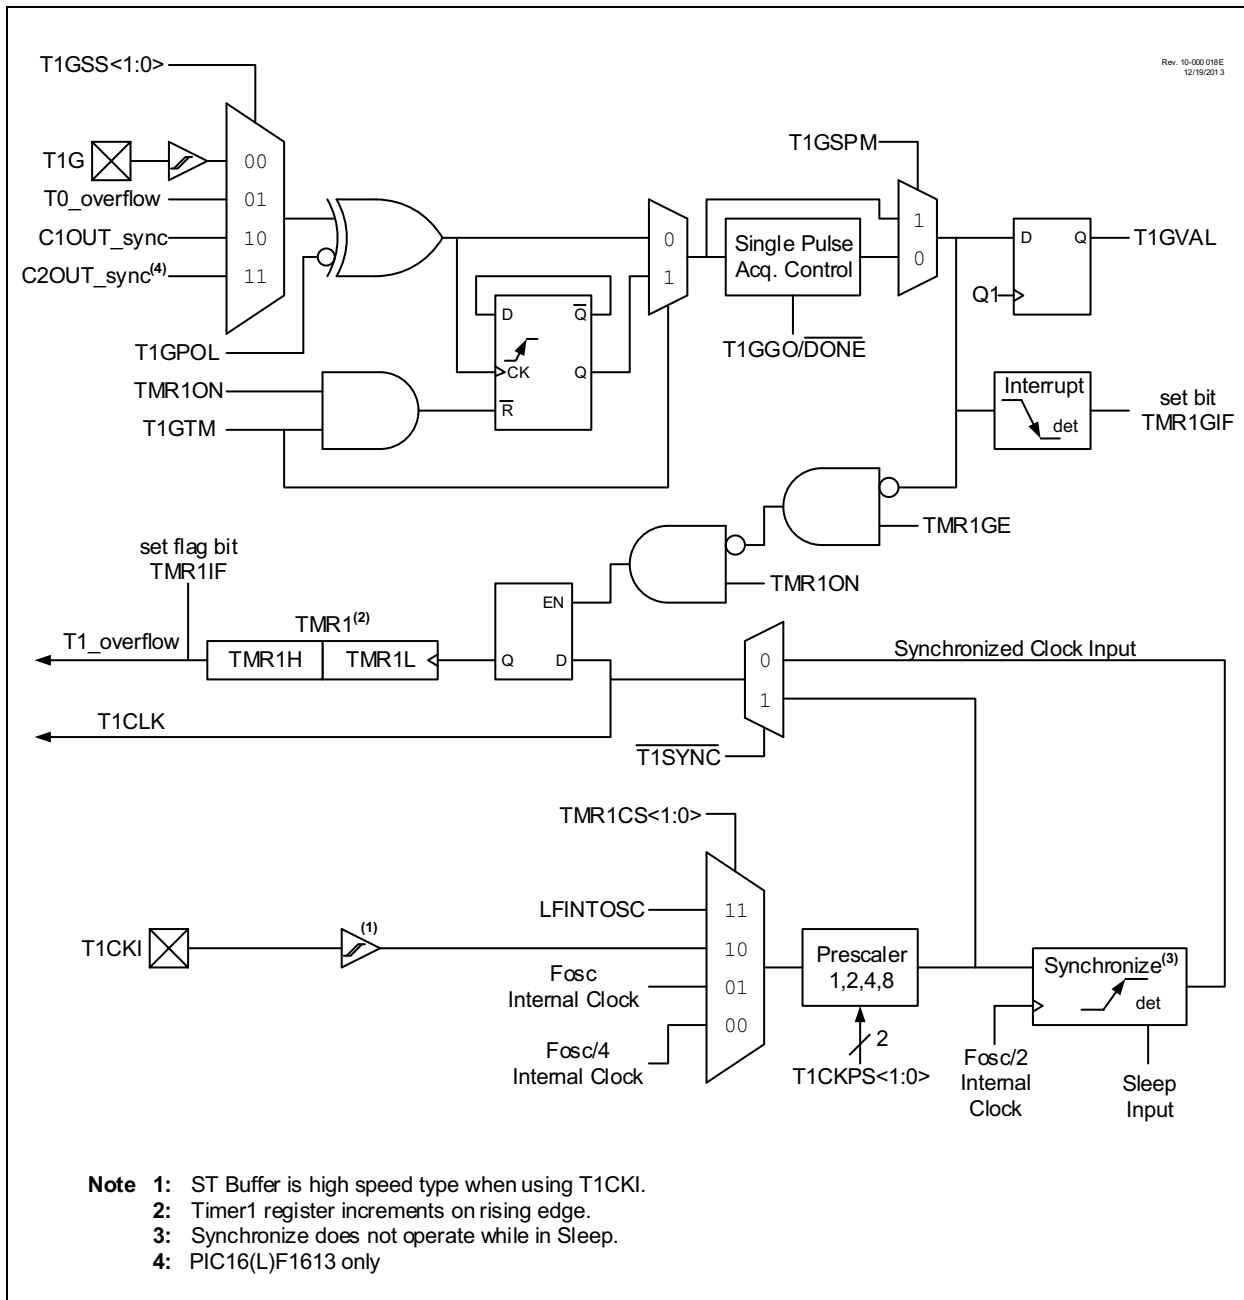 Rev. 10-000018E
12/19/2013
T1GSS<1:0>
T1GSPM
T1G
00
T0_overflow
01
C1OUT_sync
10
C2OUT_sync(4)
11
0
1
Single Pulse
Acq. Control
1
0
D
Q
T1GVAL
Q1
D
Q
CK
Q
R
T1GPOL
TMR1ON
T1GTM
T1GGO/DONE
Interrupt
det
set bit
TMR1GIF
TMR1GE
TMR1ON
set flag bit
TMR1IF
TMR1(2)
T1_overflow
TMR1H
TMR1L
EN
Q
D
0
1
Synchronized Clock Input
T1CLK
T1SYNC
TMR1CS<1:0>
LFINTOSC
11
T1CKI
(1)
10
Fosc
Internal Clock
01
Fosc/4
Internal Clock
00
Prescaler
1,2,4,8
2
T1CKPS<1:0>
Synchronize(3)
det
Fosc/2
Internal
Clock
Sleep
Input
Note 1: ST Buffer is high speed type when using T1CKI.
2: Timer1 register increments on rising edge.
3: Synchronize does not operate while in Sleep.
4: PIC16(L)F1613 only